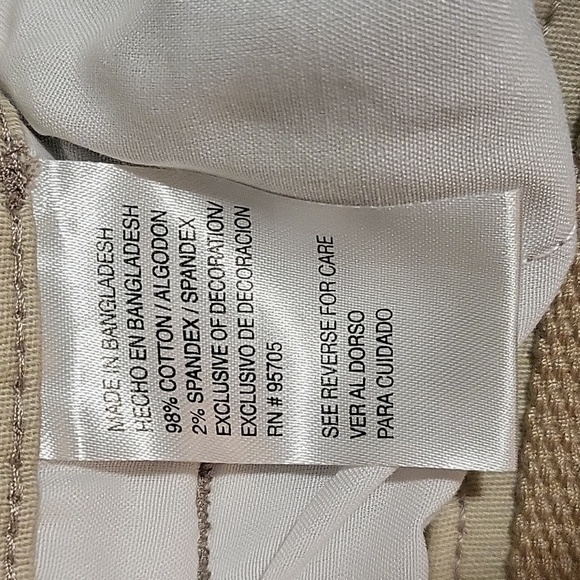 MADE IN BANGLADESH
HECHO EN BANGLADESH
98% COTTON / ALGODON
2% SPANDEX / SPANDEX
EXCLUSIVE OF DECORATION/
EXCLUSIVO DE DECORACION
RN # 95705
SEE REVERSE FOR CARE
VER AL DORSO
PARA CUIDADO